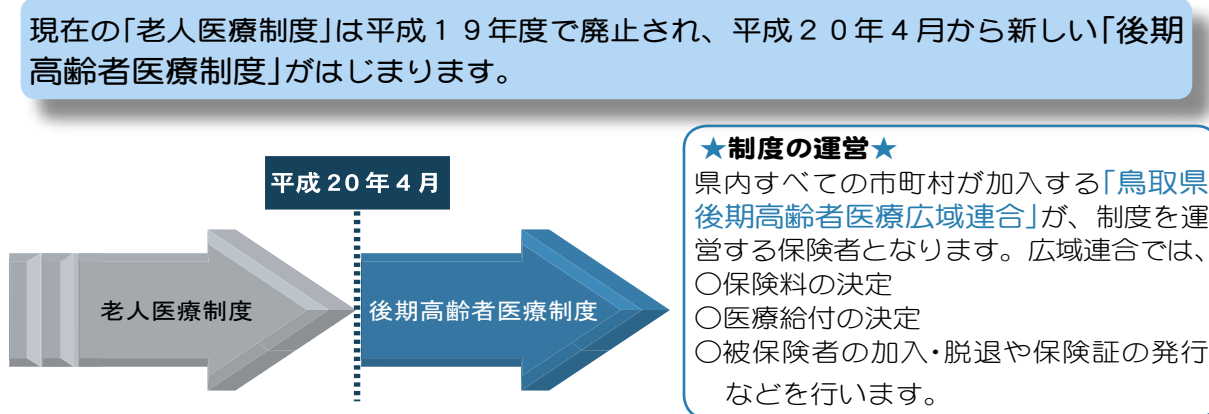 現在の「老人医療制度」は平成１９年度で廃止され、平成２０年４月から新しい「後期
高齢者医療制度」がはじまります。
平成２０年４月
老人医療制度
後期高齢者医療制度
★制度の運営★
県内すべての市町村が加入する「鳥取県
後期高齢者医療広域連合」が、制度を運
営する保険者となります。広域連合では、
○保険料の決定
○医療給付の決定
○被保険者の加入・脱退や保険証の発行
などを行います。